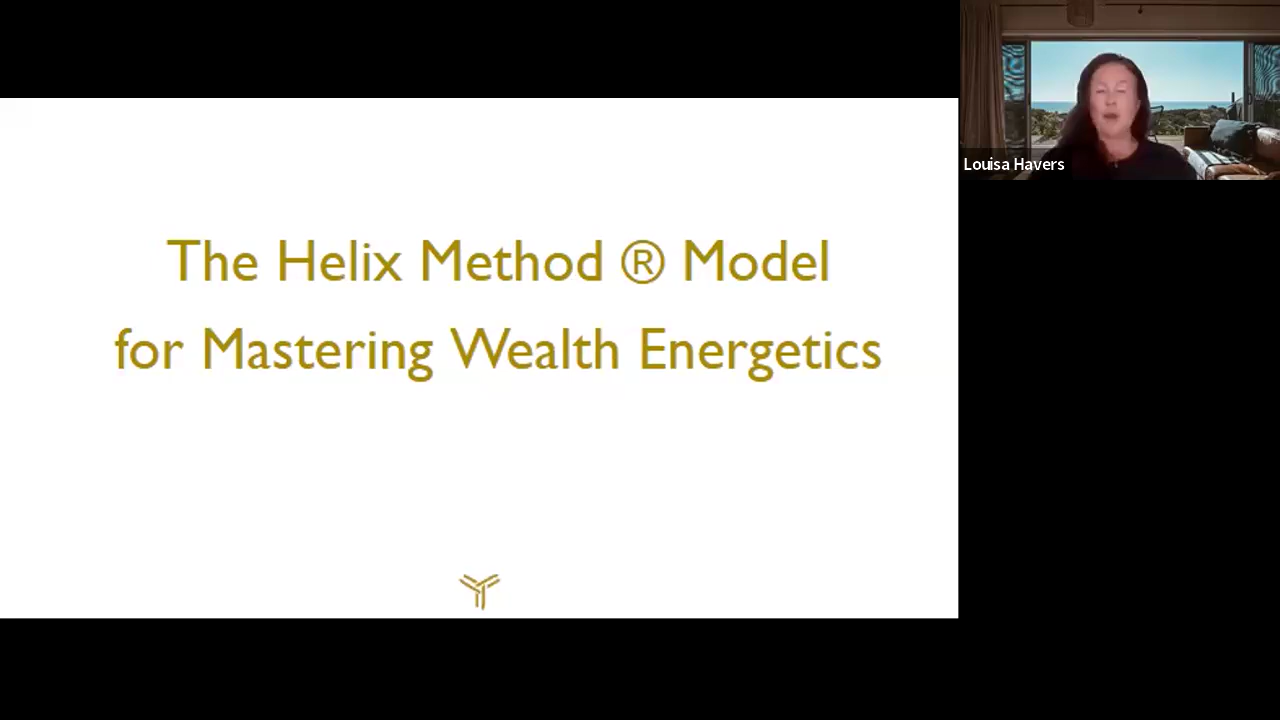 The Helix Method ® Model
for Mastering Wealth Energetics
Louisa Havers